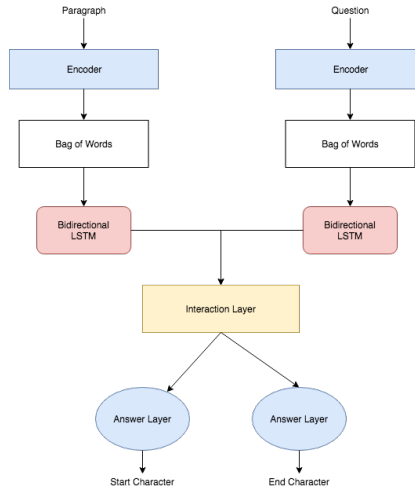 Paragraph
Question
Encoder
Encoder
Bag of Words
Bag of Words
Bidirectional
LSTM
Bidirectional
LSTM
Interaction Layer
Answer Layer
Answer Layer
Start Character
End Character